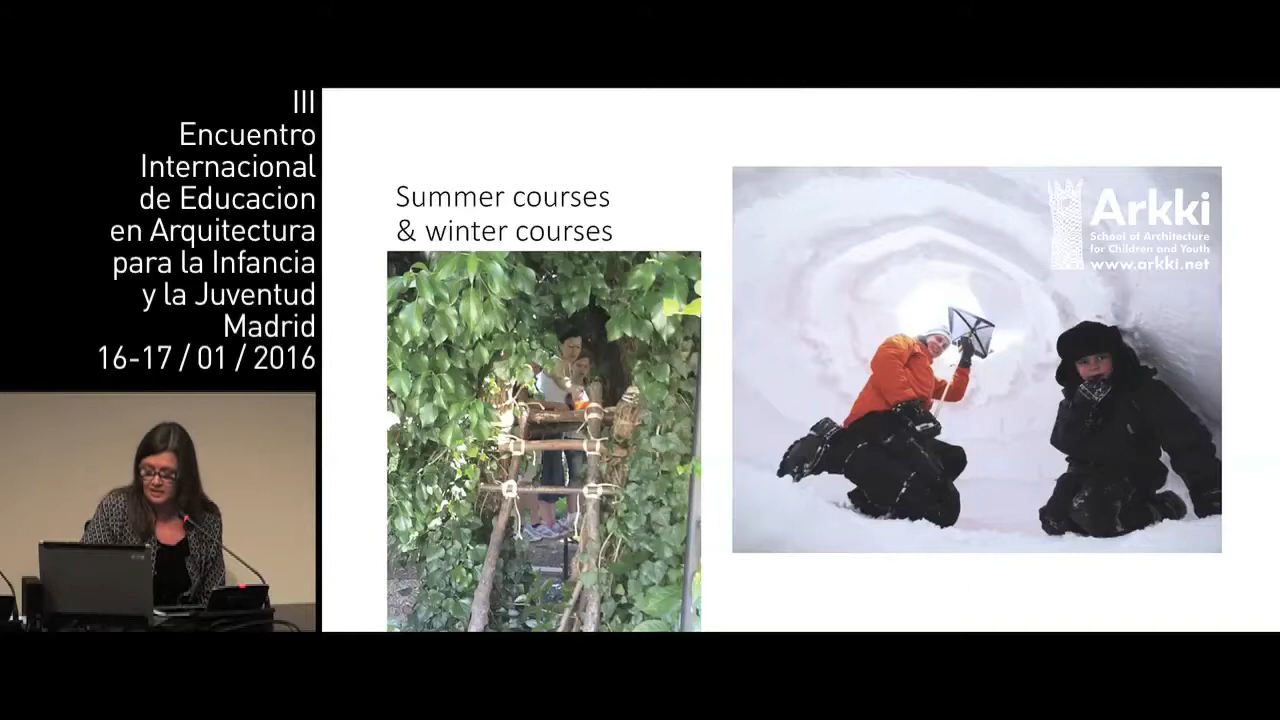 III
Encuentro
Internacional
de Educacion
en Arquitectura
para la Infancia
y la Juventud
Madrid
16-17 / 01 / 2016
Summer courses
& winter courses
Arkki
School of Architecture
for Children and Youth
www.arkki.net